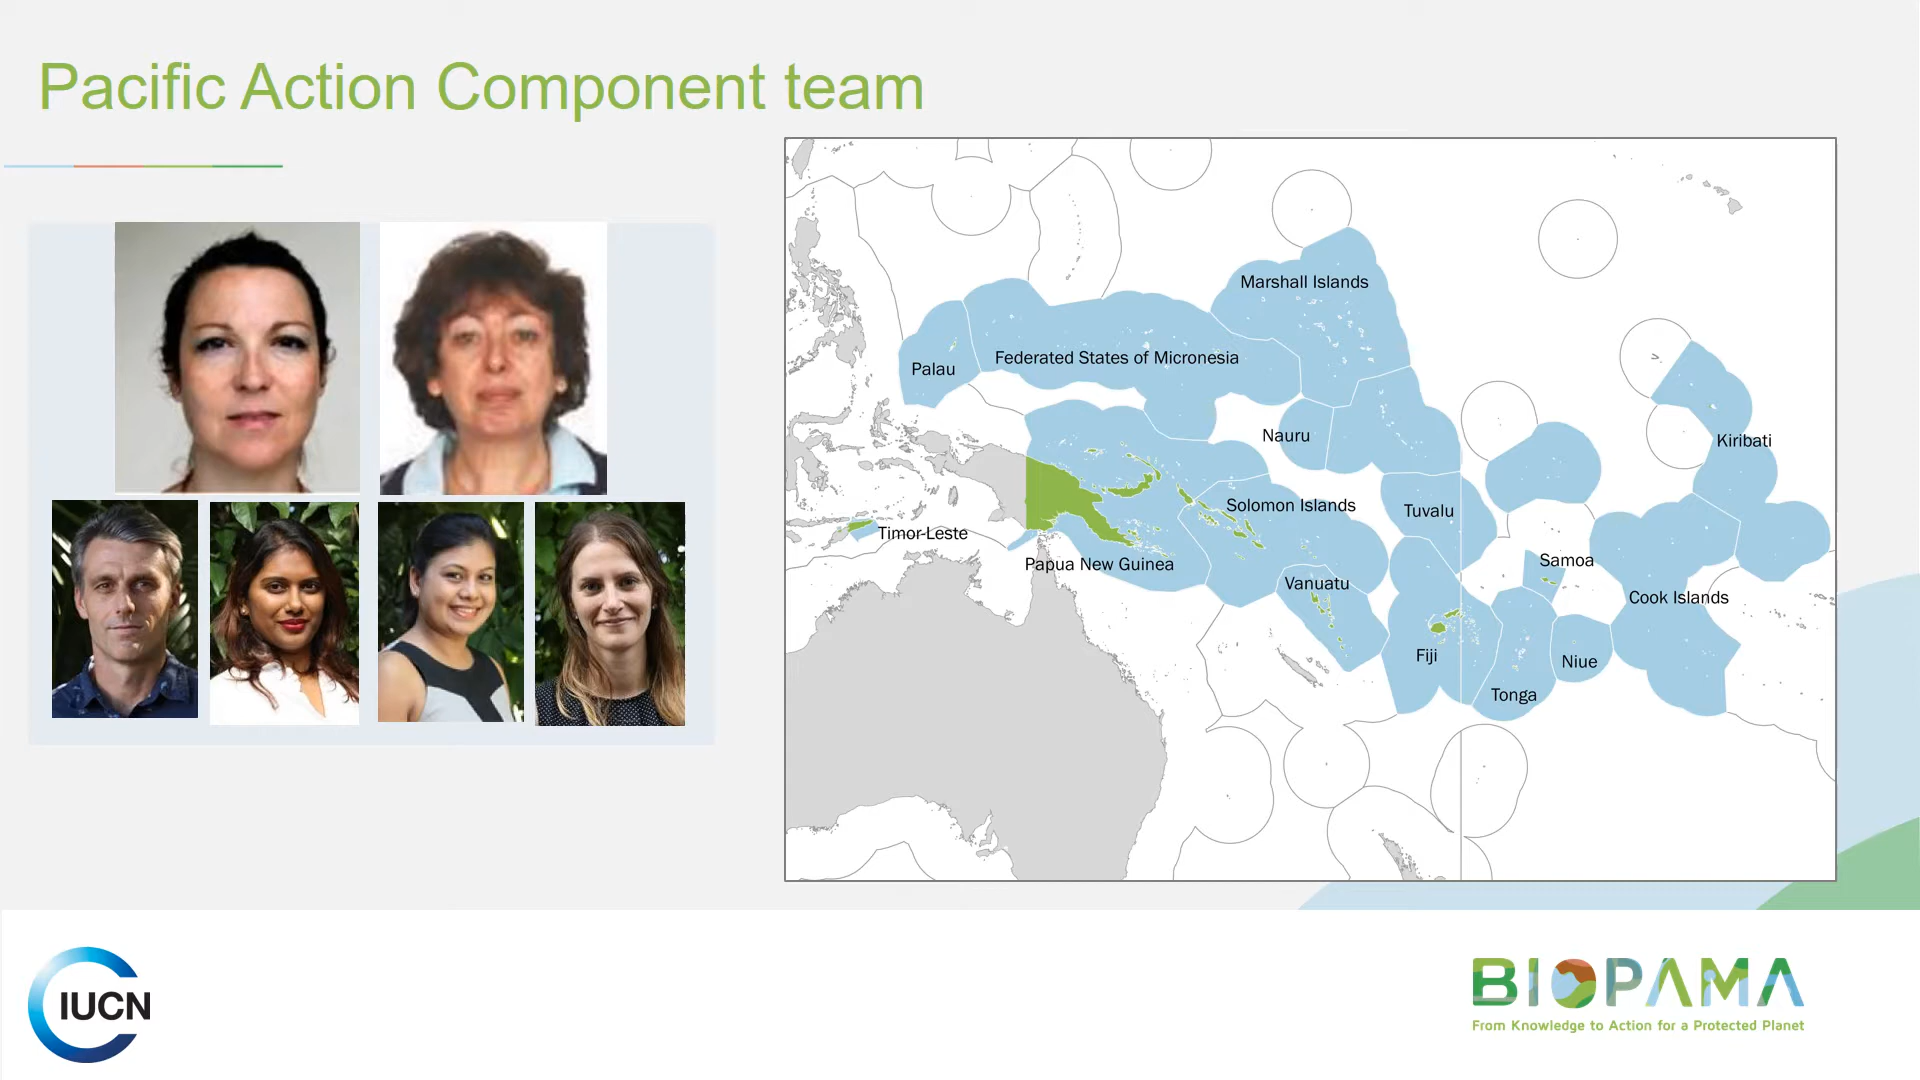 Pacific Action Component team
Marshall Islands
Federated States of Micronesia
Palau
Nauru
Kiribati
Solomon Islands
Tuvalu
Timor-Leste
Papua New Guinea
Samoa
Vanuatu
Cook Islands
Fiji
Niue
Tonga
IUCN
BIOPAMA
From Knowledge to Action for a Protected Planet